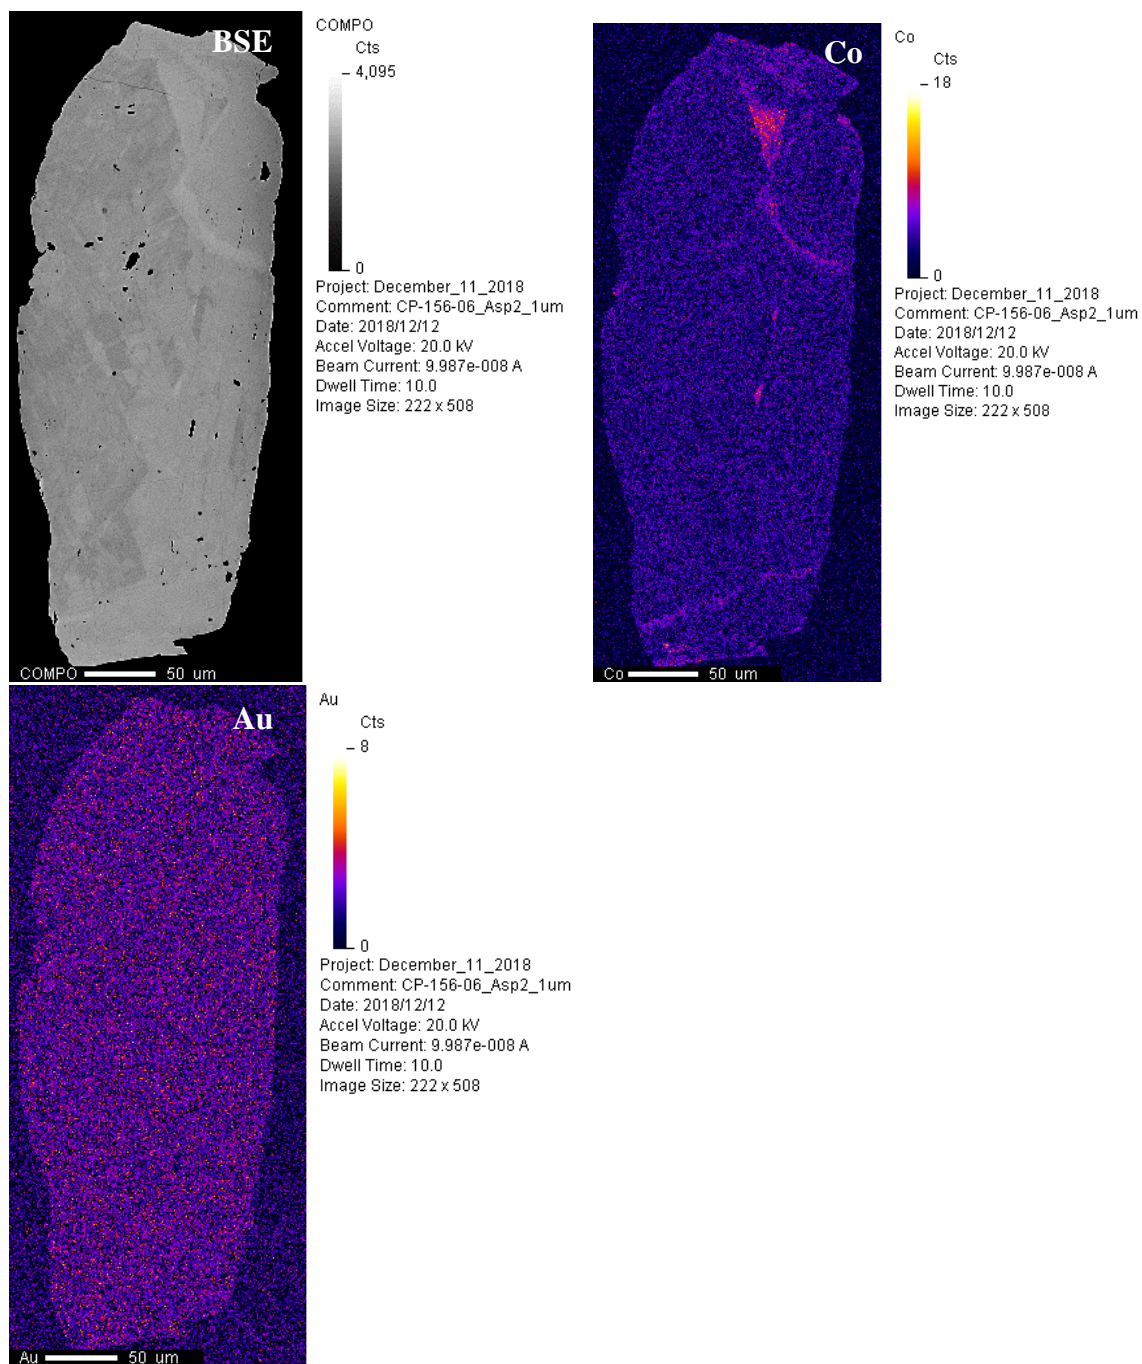 BSE
COMPO
Cts
4,095
0
Project: December_11_2018
Comment: CP-156-06_Asp2_1um
Date: 2018/12/12
Accel Voltage: 20.0 kV
Beam Current: 9.987e-008 A
Dwell Time: 10.0
Image Size: 222 x 508
COMPO 50 um
Co
Co
Cts
18
0
Project: December_11_2018
Comment: CP-156-06_Asp2_1um
Date: 2018/12/12
Accel Voltage: 20.0 kV
Beam Current: 9.987e-008 A
Dwell Time: 10.0
Image Size: 222 x 508
Co 50 um
Au
Au
Cts
8
0
Project: December_11_2018
Comment: CP-156-06_Asp2_1um
Date: 2018/12/12
Accel Voltage: 20.0 kV
Beam Current: 9.987e-008 A
Dwell Time: 10.0
Image Size: 222 x 508
Au 50 um